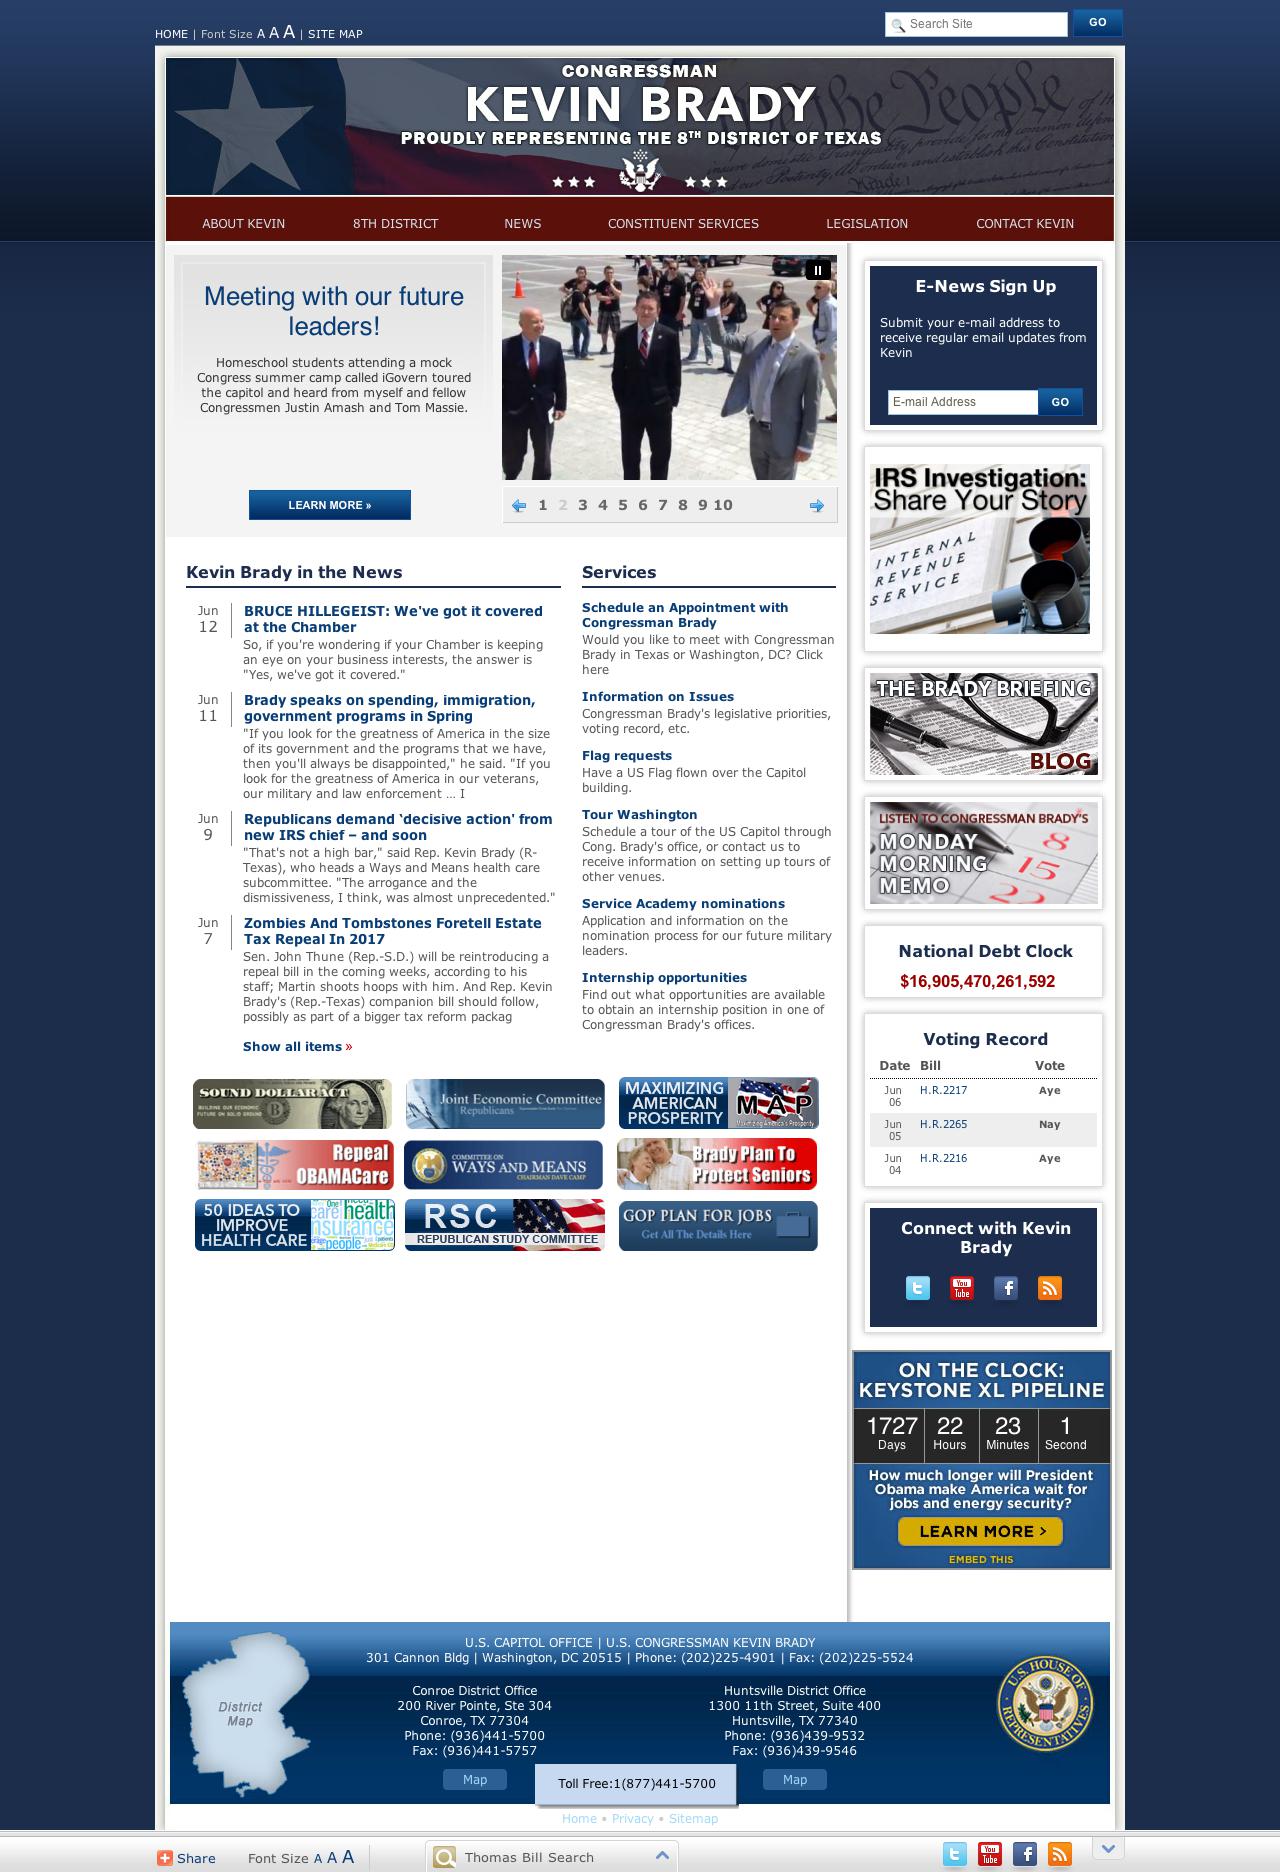 HOME | Font Size A A A | SITE MAP
Search Site
GO
CONGRESSMAN
KEVIN BRADY
PROUDLY REPRESENTING THE 8TH DISTRICT OF TEXAS
We the People
ABOUT KEVIN 8TH DISTRICT NEWS CONSTITUENT SERVICES LEGISLATION CONTACT KEVIN
Meeting with our future
leaders!
Homeschool students attending a mock
Congress summer camp called iGovern toured
the capitol and heard from myself and fellow
Congressmen Justin Amash and Tom Massie.
LEARN MORE »
1 2 3 4 5 6 7 8 9 10
Kevin Brady in the News
Jun
12
BRUCE HILLEGEIST: We've got it covered
at the Chamber
So, if you're wondering if your Chamber is keeping
an eye on your business interests, the answer is
"Yes, we've got it covered."
Jun
11
Brady speaks on spending, immigration,
government programs in Spring
"If you look for the greatness of America in the size
of its government and the programs that we have,
then you'll always be disappointed," he said. "If you
look for the greatness of America in our veterans,
our military and law enforcement … I
Jun
9
Republicans demand 'decisive action' from
new IRS chief – and soon
"That's not a high bar," said Rep. Kevin Brady (R-
Texas), who heads a Ways and Means health care
subcommittee. "The arrogance and the
dismissiveness, I think, was almost unprecedented."
Jun
7
Zombies And Tombstones Foretell Estate
Tax Repeal In 2017
Sen. John Thune (Rep.-S.D.) will be reintroducing a
repeal bill in the coming weeks, according to his
staff; Martin shoots hoops with him. And Rep. Kevin
Brady's (Rep.-Texas) companion bill should follow,
possibly as part of a bigger tax reform packag
Show all items »
Services
Schedule an Appointment with
Congressman Brady
Would you like to meet with Congressman
Brady in Texas or Washington, DC? Click
here
Information on Issues
Congressman Brady's legislative priorities,
voting record, etc.
Flag requests
Have a US Flag flown over the Capitol
building.
Tour Washington
Schedule a tour of the US Capitol through
Cong. Brady's office, or contact us to
receive information on setting up tours of
other venues.
Service Academy nominations
Application and information on the
nomination process for our future military
leaders.
Internship opportunities
Find out what opportunities are available
to obtain an internship position in one of
Congressman Brady's offices.
SOUND DOLLAR ACT
BUILDING OUR ECONOMIC
FUTURE ON SOLID GROUND
Joint Economic Committee
Republicans
MAXIMIZING
AMERICAN
PROSPERITY
MAP
Maximizing America's Prosperity
Repeal
OBAMACare
COMMITTEE ON
WAYS AND MEANS
CHAIRMAN DAVE CAMP
Brady Plan To
Protect Seniors
50 IDEAS TO
IMPROVE
HEALTH CARE
care health
insurance
people
RSC
REPUBLICAN STUDY COMMITTEE
GOP PLAN FOR JOBS
Get All The Details Here
E-News Sign Up
Submit your e-mail address to
receive regular email updates from
Kevin
E-mail Address
GO
IRS Investigation:
Share Your Story
INTERNAL
REVENUE
SERVICE
THE BRADY BRIEFING
BLOG
LISTEN TO CONGRESSMAN BRADY'S
MONDAY
MORNING
MEMO
8
15
22
National Debt Clock
$16,905,470,261,592
Voting Record
Date Bill Vote
Jun
06
H.R.2217 Aye
Jun
05
H.R.2265 Nay
Jun
04
H.R.2216 Aye
Connect with Kevin
Brady
You
Tube
ON THE CLOCK:
KEYSTONE XL PIPELINE
1727 22 23 1
Days Hours Minutes Second
How much longer will President
Obama make America wait for
jobs and energy security?
LEARN MORE >
EMBED THIS
District
Map
U.S. CAPITOL OFFICE | U.S. CONGRESSMAN KEVIN BRADY
301 Cannon Bldg | Washington, DC 20515 | Phone: (202)225-4901 | Fax: (202)225-5524
Conroe District Office
200 River Pointe, Ste 304
Conroe, TX 77304
Phone: (936)441-5700
Fax: (936)441-5757
Map
Huntsville District Office
1300 11th Street, Suite 400
Huntsville, TX 77340
Phone: (936)439-9532
Fax: (936)439-9546
Map
U.S. HOUSE OF
REPRESENTATIVES
Toll Free:1(877)441-5700
Home • Privacy • Sitemap
Share
Font Size A A A
Thomas Bill Search
You
Tube